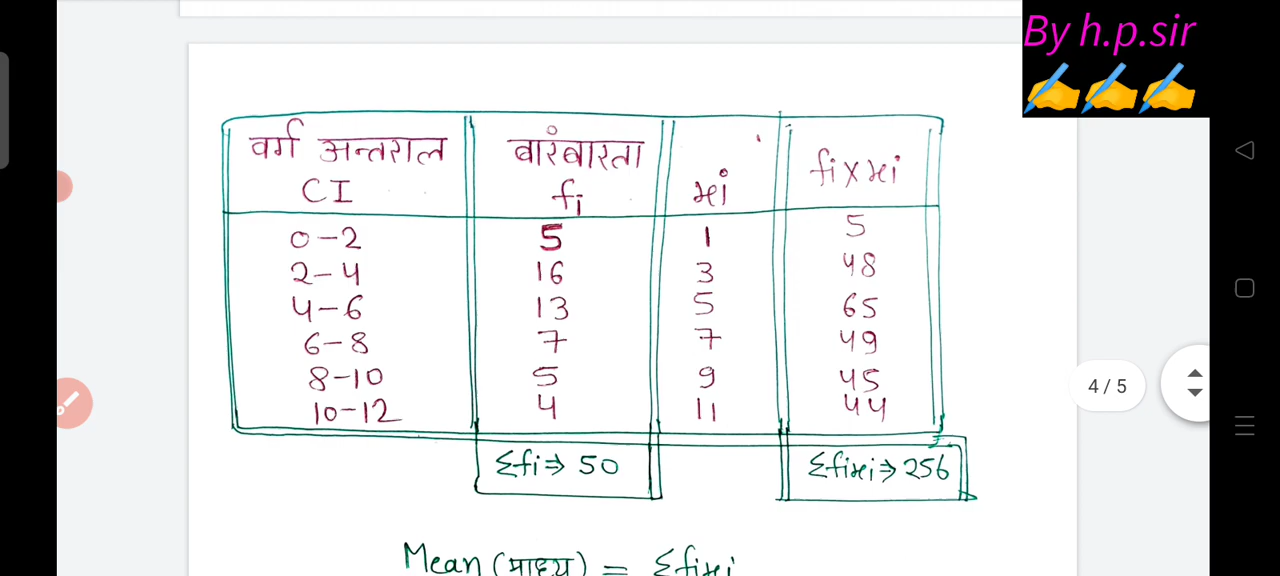 By h.p.sir
✍️✍️✍️
वर्ग अन्तराल बारंबारता
CI fi xi fi×xi
0-2 5 1 5
2-4 16 3 48
4-6 13 5 65
6-8 7 7 49
8-10 5 9 45
10-12 4 11 44
Σfi⇒ 50 Σfixi⇒256
4 / 5
Mean (माध्य) = Σfixi